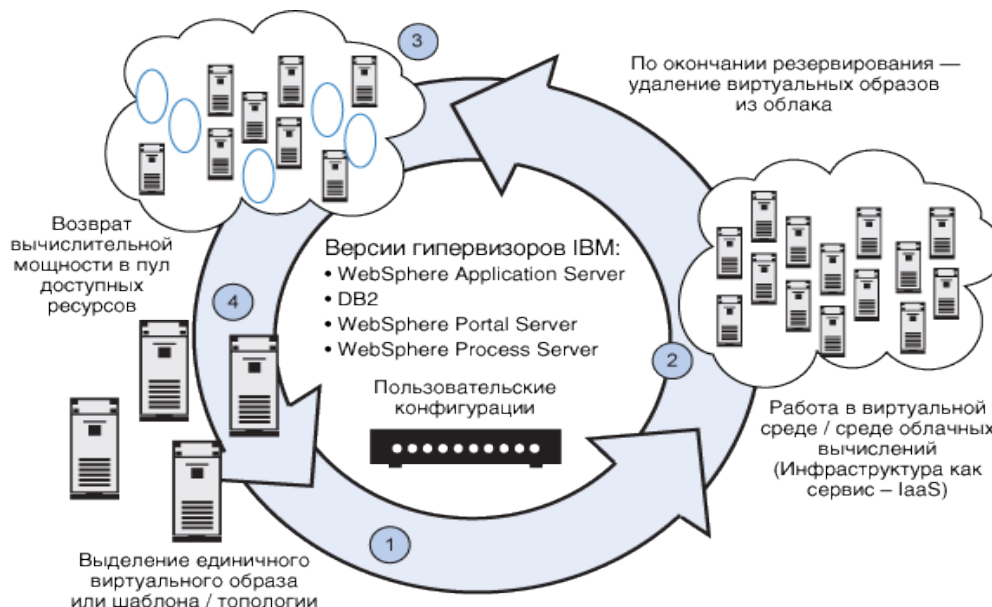 3
По окончании резервирования —
удаление виртуальных образов
из облака
Возврат
вычислительной
мощности в пул
доступных
ресурсов
4
Версии гипервизоров IBM:
• WebSphere Application Server
• DB2
• WebSphere Portal Server
• WebSphere Process Server
Пользовательские
конфигурации
2
Работа в виртуальной
среде / среде облачных
вычислений
(Инфраструктура как
сервис – IaaS)
1
Выделение единичного
виртуального образа
или шаблона / топологии